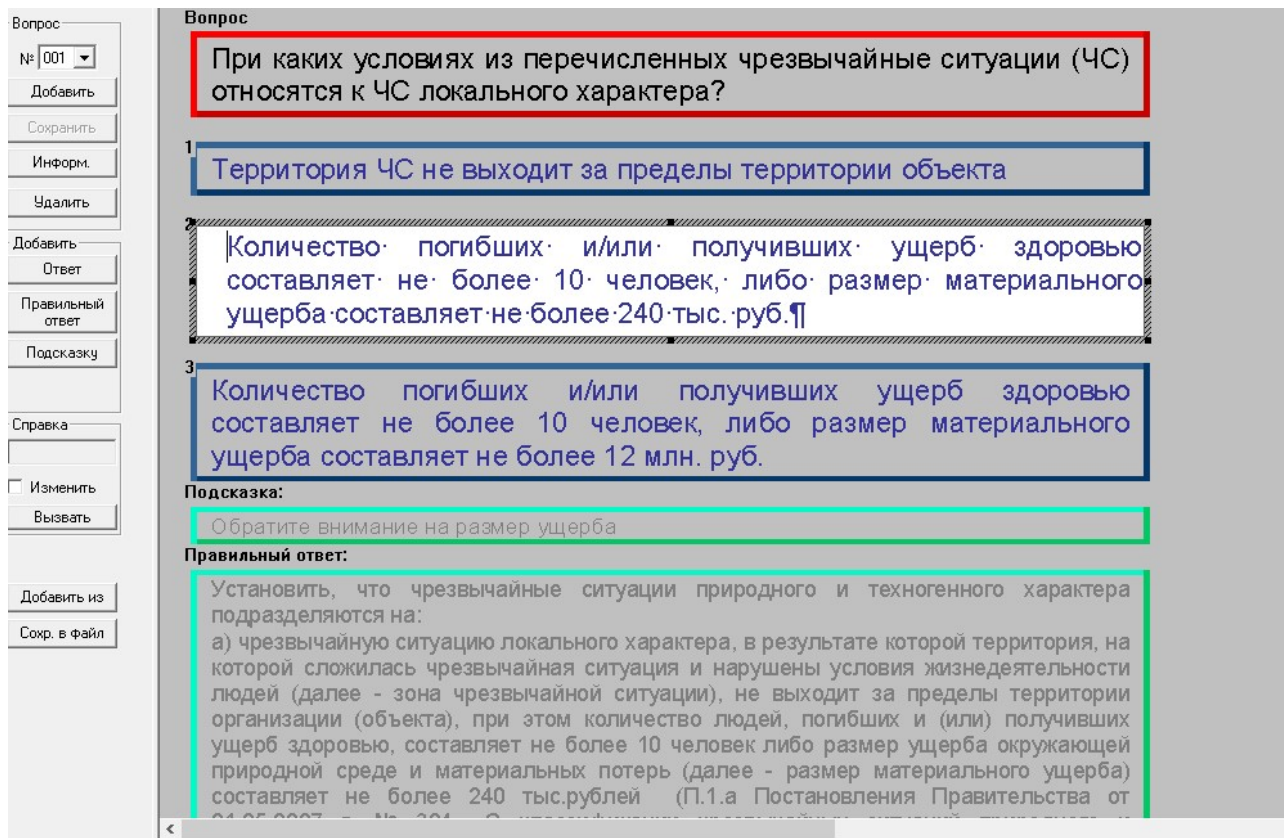 Вопрос
Вопрос
При каких условиях из перечисленных чрезвычайные ситуации (ЧС)
относятся к ЧС локального характера?
№ 001
Добавить
Сохранить
Информ.
Удалить
1
Территория ЧС не выходит за пределы территории объекта
2
Количество· погибших· и/или· получивших· ущерб· здоровью
составляет· не· более· 10· человек,· либо· размер· материального
ущерба·составляет·не·более·240·тыс.·руб.¶
Добавить
Ответ
Правильный
ответ
Подсказку
3
Количество погибших и/или получивших ущерб здоровью
составляет не более 10 человек, либо размер материального
ущерба составляет не более 12 млн. руб.
Справка
Изменить
Вызвать
Подсказка:
Обратите внимание на размер ущерба
Правильный ответ:
Добавить из
Сохр. в файл
Установить, что чрезвычайные ситуации природного и техногенного характера
подразделяются на:
а) чрезвычайную ситуацию локального характера, в результате которой территория, на
которой сложилась чрезвычайная ситуация и нарушены условия жизнедеятельности
людей (далее - зона чрезвычайной ситуации), не выходит за пределы территории
организации (объекта), при этом количество людей, погибших и (или) получивших
ущерб здоровью, составляет не более 10 человек либо размер ущерба окружающей
природной среде и материальных потерь (далее - размер материального ущерба)
составляет не более 240 тыс.рублей (П.1.а Постановления Правительства от